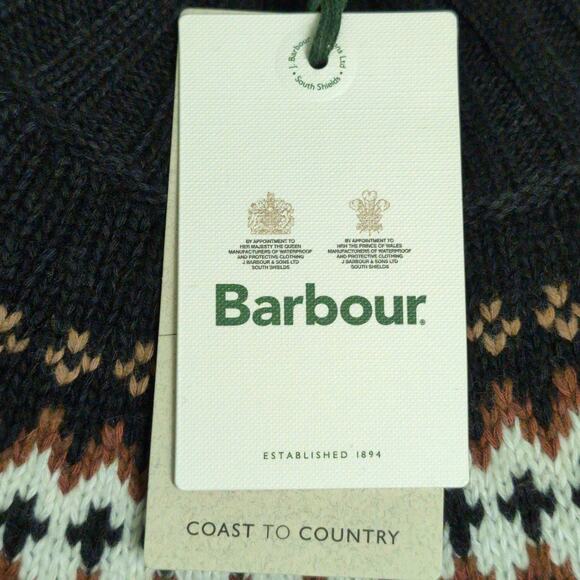 J. Barbour & Sons Ltd
• South Shields •
BY APPOINTMENT TO
HER MAJESTY THE QUEEN
MANUFACTURERS OF WATERPROOF
AND PROTECTIVE CLOTHING
J BARBOUR & SONS LTD
SOUTH SHIELDS
BY APPOINTMENT TO
HRH THE PRINCE OF WALES
MANUFACTURERS OF WATERPROOF
AND PROTECTIVE CLOTHING
J BARBOUR & SONS LTD
SOUTH SHIELDS
Barbour®
ESTABLISHED 1894
COAST TO COUNTRY